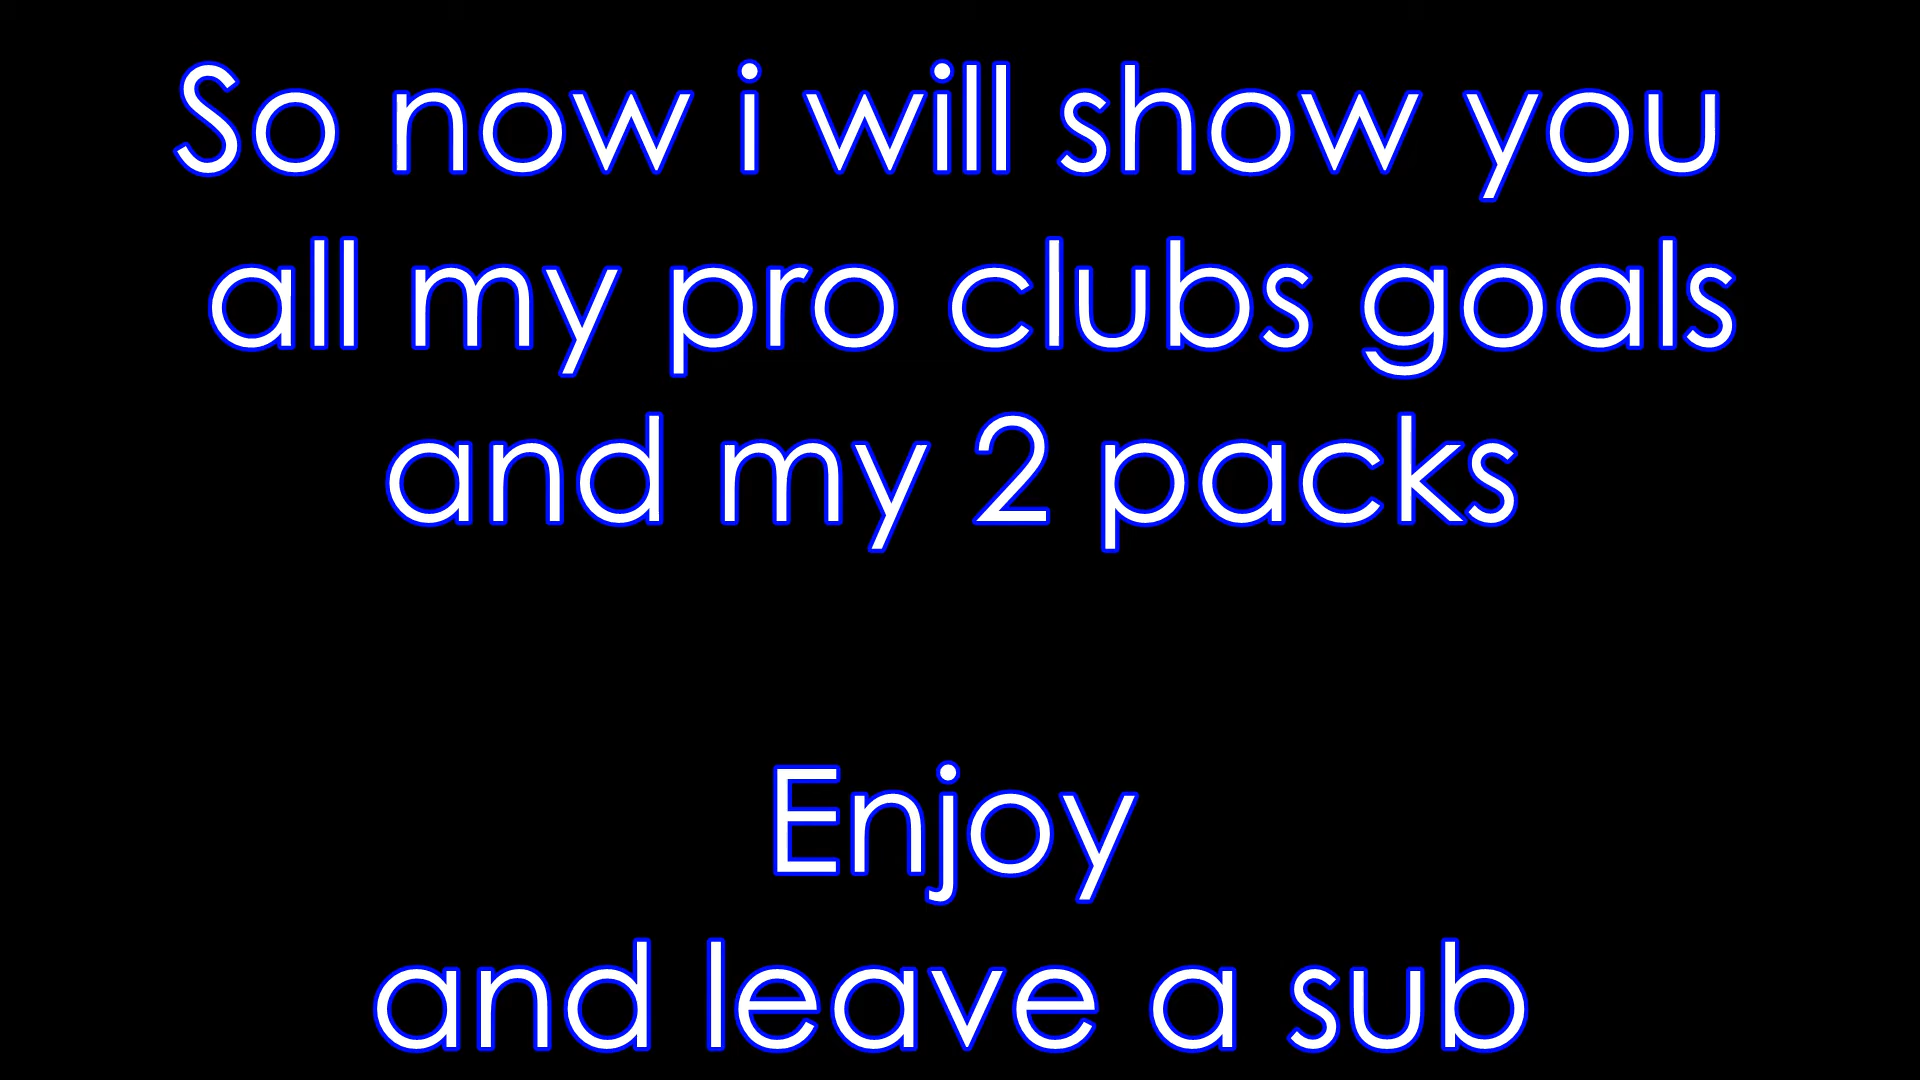 So now i will show you
all my pro clubs goals
and my 2 packs
Enjoy
and leave a sub